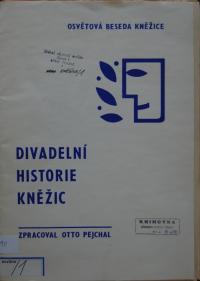 OSVĚTOVÁ BESEDA KNĚŽICE
DIVADELNÍ
HISTORIE
KNĚŽIC
ZPRACOVAL OTTO PEJCHAL
KNIHOVNA